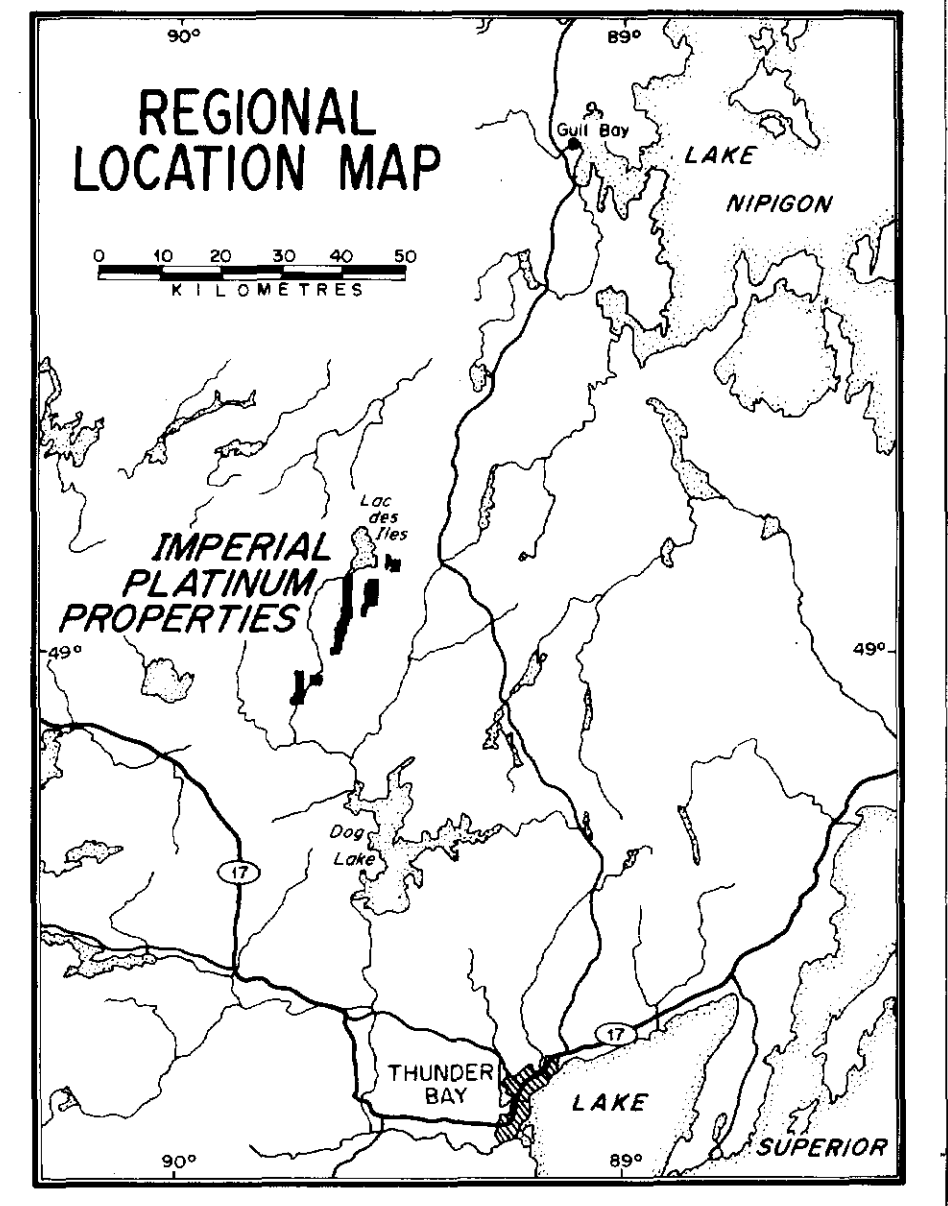 90°
89°
REGIONAL
LOCATION MAP
Gull Bay
LAKE
NIPIGON
0 10 20 30 40 50
KILOMETRES
Lac
des
Iles
IMPERIAL
PLATINUM
PROPERTIES
49°
49°
Dog
Lake
17
17
THUNDER
BAY
LAKE
SUPERIOR
90°
89°